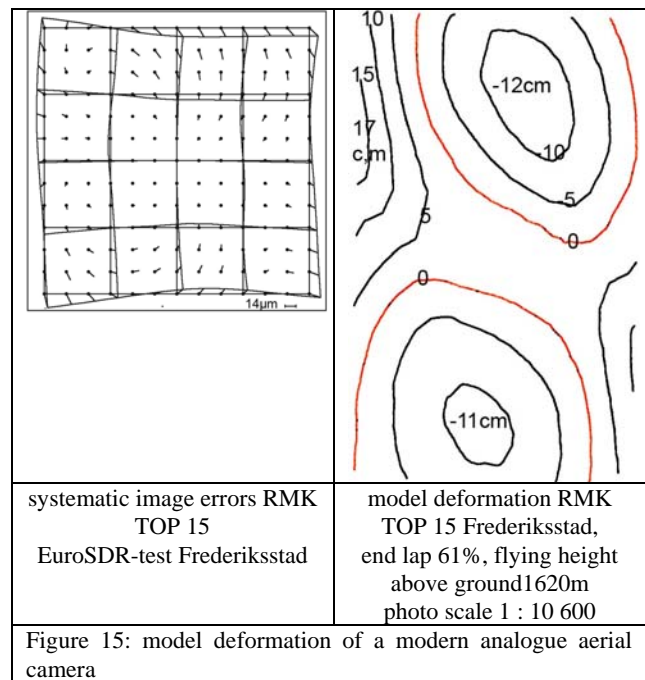 14µm
10
15
17
c,m
-12cm
-10
5
0
5
0
-11cm
systematic image errors RMK
TOP 15
EuroSDR-test Frederiksstad
model deformation RMK
TOP 15 Frederiksstad,
end lap 61%, flying height
above ground1620m
photo scale 1 : 10 600
Figure 15: model deformation of a modern analogue aerial
camera